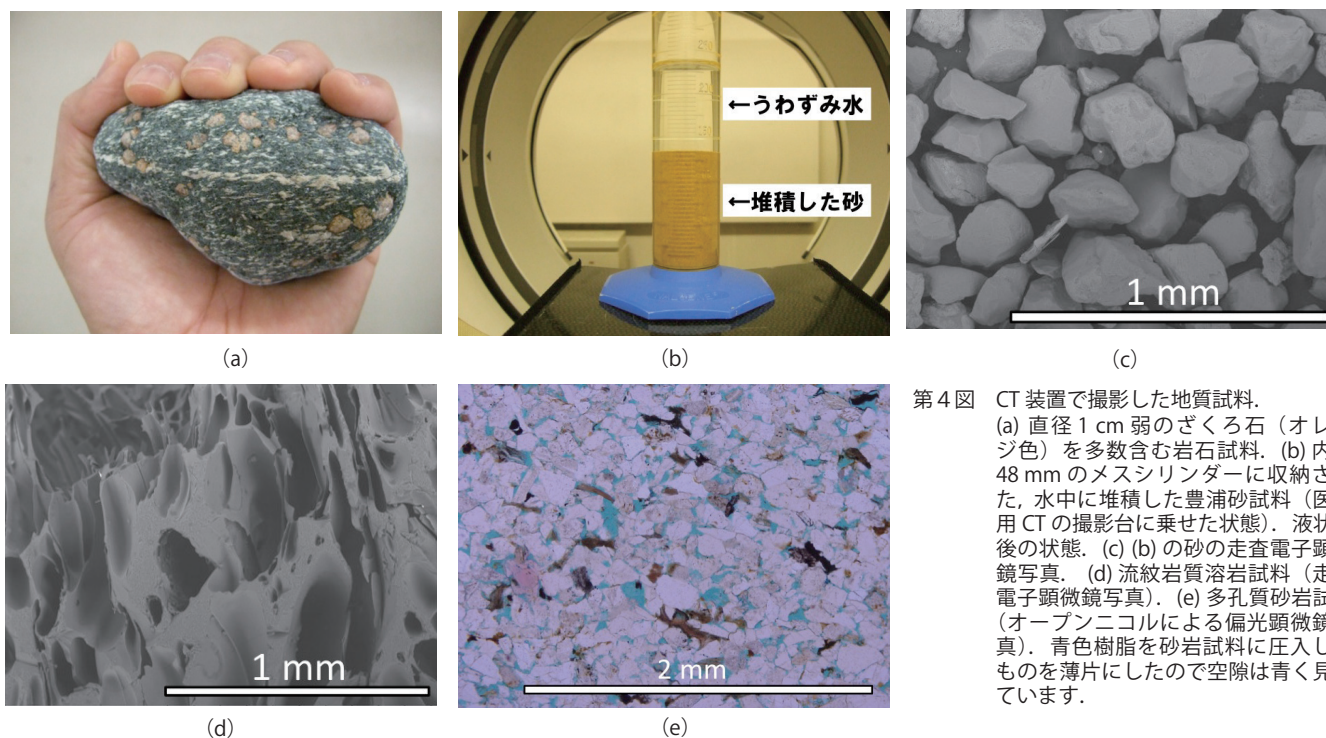 ←うわずみ水
←堆積した砂
1 mm
(a)
(b)
(c)
第4図 CT 装置で撮影した地質試料.
(a) 直径 1 cm 弱のざくろ石（オレ
ジ色）を多数含む岩石試料. (b) 内
48 mm のメスシリンダーに収納さ
た, 水中に堆積した豊浦砂試料（医
用 CT の撮影台に乗せた状態）. 液状
後の状態. (c) (b) の砂の走査電子顕
鏡写真. (d) 流紋岩質溶岩試料（走
電子顕微鏡写真）. (e) 多孔質砂岩試
（オープンニコルによる偏光顕微鏡
真）. 青色樹脂を砂岩試料に圧入し
ものを薄片にしたので空隙は青く見
ています.
1 mm
2 mm
(d)
(e)